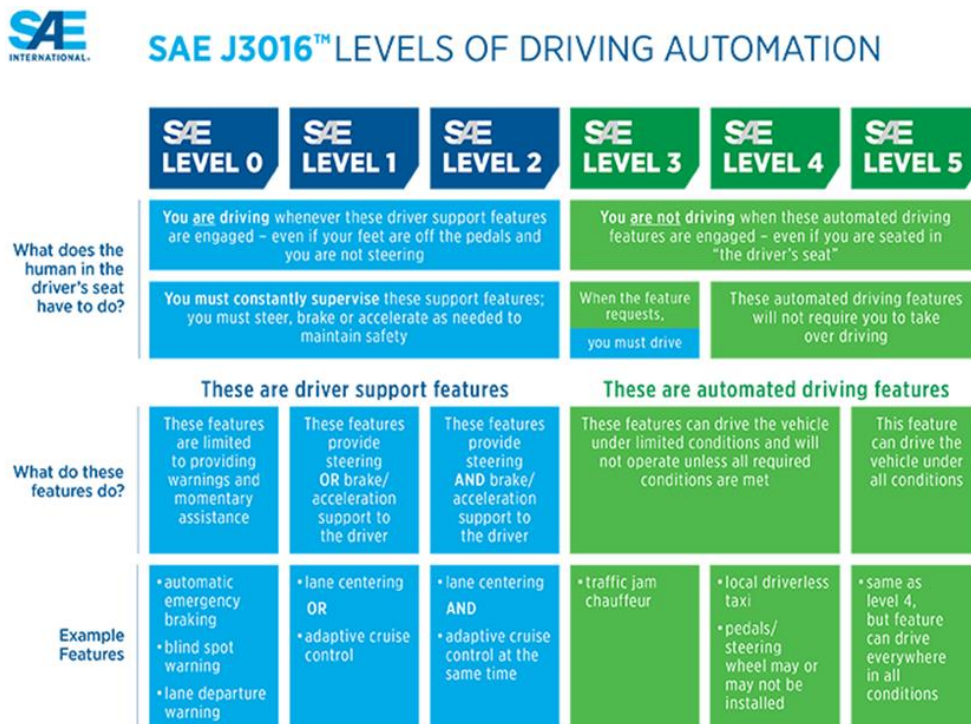 SAE
INTERNATIONAL®
SAE J3016™ LEVELS OF DRIVING AUTOMATION
SAE
LEVEL 0
SAE
LEVEL 1
SAE
LEVEL 2
SAE
LEVEL 3
SAE
LEVEL 4
SAE
LEVEL 5
What does the
human in the
driver's seat
have to do?
You are driving whenever these driver support features
are engaged – even if your feet are off the pedals and
you are not steering
You are not driving when these automated driving
features are engaged – even if you are seated in
"the driver's seat"
You must constantly supervise these support features;
you must steer, brake or accelerate as needed to
maintain safety
When the feature
requests,
you must drive
These automated driving features
will not require you to take
over driving
These are driver support features
These are automated driving features
What do these
features do?
These features
are limited
to providing
warnings and
momentary
assistance
These features
provide
steering
OR brake/
acceleration
support to
the driver
These features
provide
steering
AND brake/
acceleration
support to
the driver
These features can drive the vehicle
under limited conditions and will
not operate unless all required
conditions are met
This feature
can drive the
vehicle under
all conditions
Example
Features
• automatic
emergency
braking
• blind spot
warning
• lane departure
warning
• lane centering
OR
• adaptive cruise
control
• lane centering
AND
• adaptive cruise
control at the
same time
• traffic jam
chauffeur
• local driverless
taxi
• pedals/
steering
wheel may or
may not be
installed
• same as
level 4,
but feature
can drive
everywhere
in all
conditions